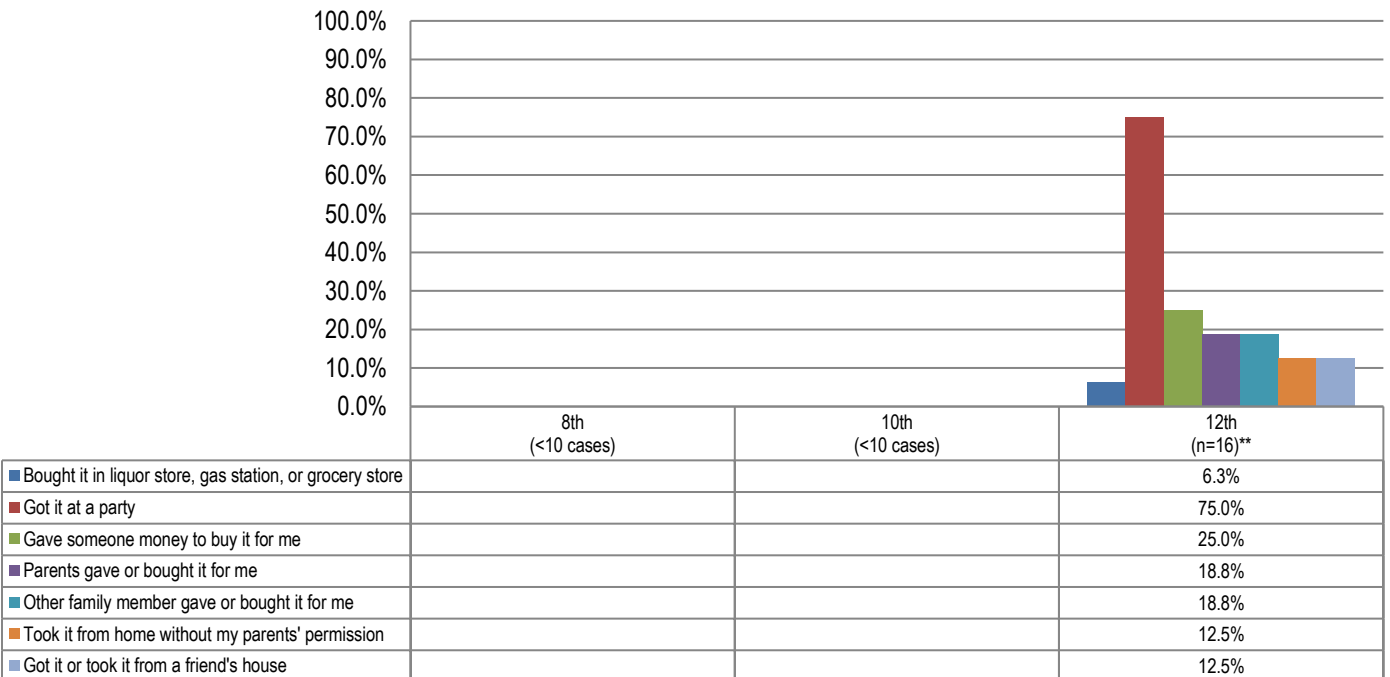 100.0%
90.0%
80.0%
70.0%
60.0%
50.0%
40.0%
30.0%
20.0%
10.0%
0.0%
8th 10th 12th
(<10 cases) (<10 cases) (n=16)**
Bought it in liquor store, gas station, or grocery store 6.3%
Got it at a party 75.0%
Gave someone money to buy it for me 25.0%
Parents gave or bought it for me 18.8%
Other family member gave or bought it for me 18.8%
Took it from home without my parents' permission 12.5%
Got it or took it from a friend's house 12.5%